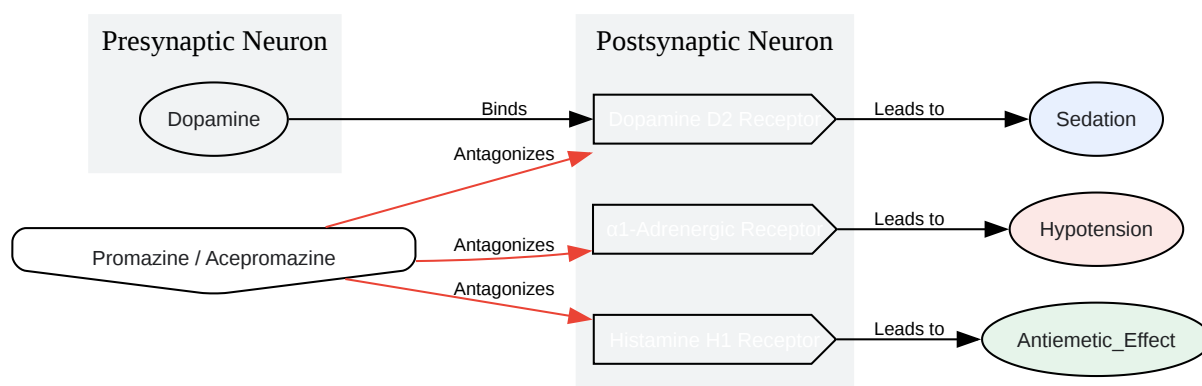 Presynaptic Neuron
Postsynaptic Neuron
Dopamine
Binds
Dopamine D2 Receptor
Leads to
Sedation
Antagonizes
α1-Adrenergic Receptor
Leads to
Hypotension
Promazine / Acepromazine
Antagonizes
Antagonizes
Histamine H1 Receptor
Leads to
Antiemetic_Effect